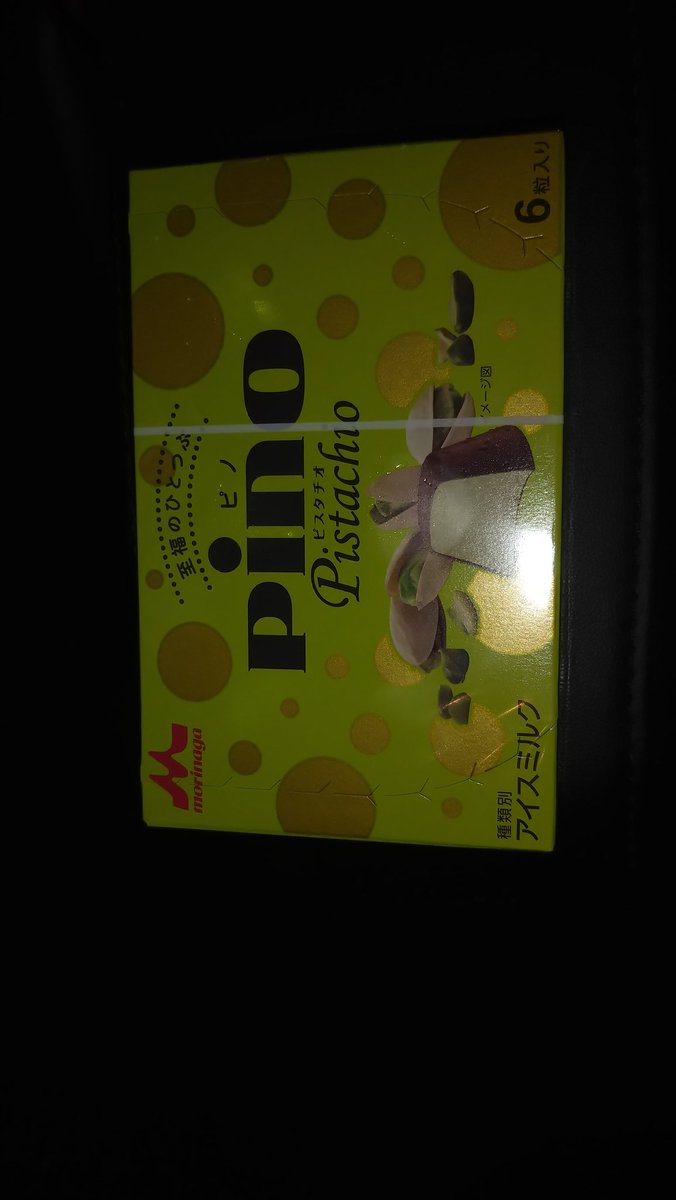 morinaga
至福のひとつぶ
ピノ
pino
ピスタチオ
Pistachio
イメージ図
種類別
アイスミルク
6粒入り